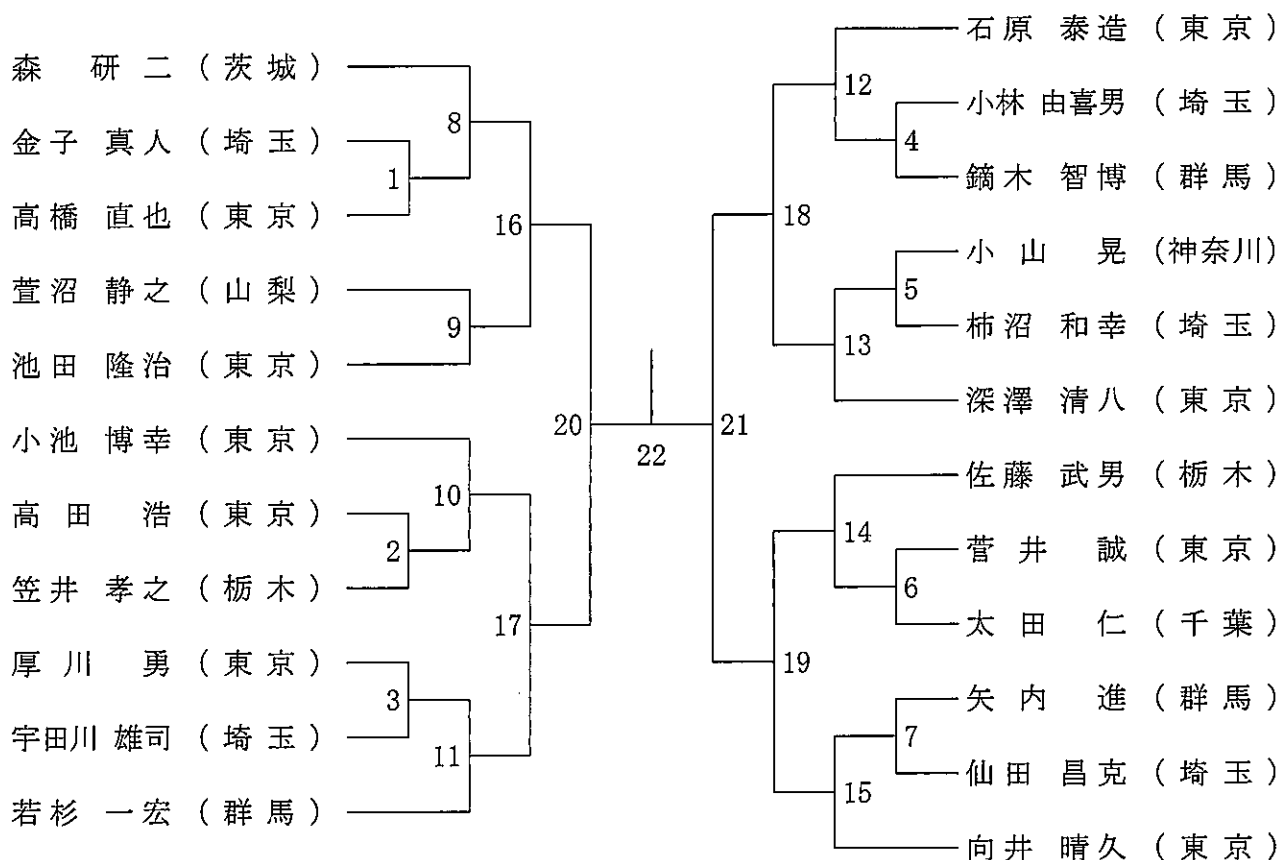 森 研二 (茨城)
金子 真人 (埼玉)
高橋 直也 (東京)
萱沼 静之 (山梨)
池田 隆治 (東京)
小池 博幸 (東京)
高田 浩 (東京)
笠井 孝之 (栃木)
厚川 勇 (東京)
宇田川 雄司 (埼玉)
若杉 一宏 (群馬)
1
2
3
8
9
10
11
16
17
20
22
21
18
19
12
13
14
15
4
5
6
7
石原 泰造 (東京)
小林 由喜男 (埼玉)
鏑木 智博 (群馬)
小山 晃 (神奈川)
柿沼 和幸 (埼玉)
深澤 清八 (東京)
佐藤 武男 (栃木)
菅井 誠 (東京)
太田 仁 (千葉)
矢内 進 (群馬)
仙田 昌克 (埼玉)
向井 晴久 (東京)